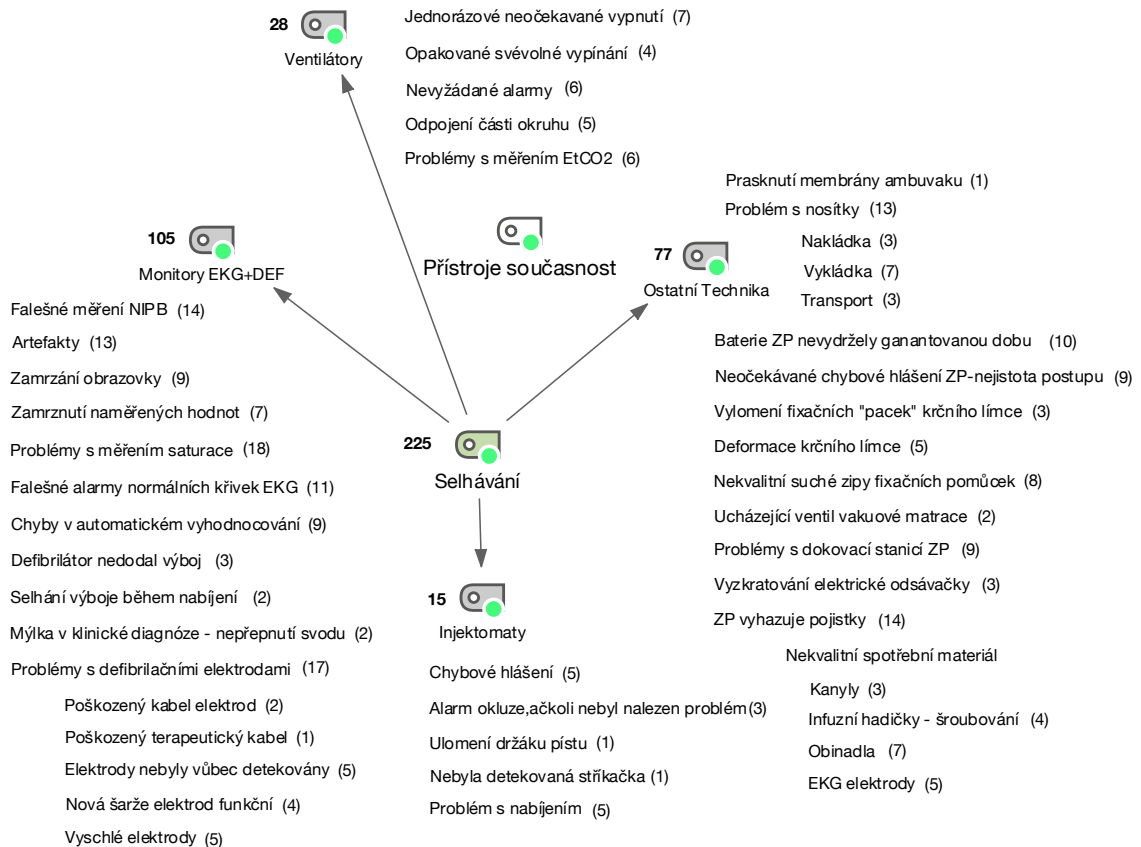 28
Ventilátory
Jednorázové neočekavané vypnutí (7)
Opakované svévolné vypínání (4)
Nevyžádané alarmy (6)
Odpojení části okruhu (5)
Problémy s měřením EtCO2 (6)
Přístroje současnost
105
Monitory EKG+DEF
Falešné měření NIPB (14)
Artefakty (13)
Zamrzání obrazovky (9)
Zamrznutí naměřených hodnot (7)
Problémy s měřením saturace (18)
Falešné alarmy normálních křivek EKG (11)
Chyby v automatickém vyhodnocování (9)
Defibrilátor nedodal výboj (3)
Selhání výboje během nabíjení (2)
Mýlka v klinické diagnóze - nepřepnutí svodu (2)
Problémy s defibrilačními elektrodami (17)
Poškozený kabel elektrod (2)
Poškozený terapeutický kabel (1)
Elektrody nebyly vůbec detekovány (5)
Nová šarže elektrod funkční (4)
Vyschlé elektrody (5)
225
Selhávání
15
Injektomaty
Chybové hlášení (5)
Alarm okluze,ačkoli nebyl nalezen problém(3)
Ulomení držáku pístu (1)
Nebyla detekovaná stříkačka (1)
Problém s nabíjením (5)
77
Ostatní Technika
Prasknutí membrány ambuvaku (1)
Problém s nosítky (13)
Nakládka (3)
Vykládka (7)
Transport (3)
Baterie ZP nevydržely ganantovanou dobu (10)
Neočekávané chybové hlášení ZP-nejistota postupu (9)
Vylomení fixačních "pacek" krčního límce (3)
Deformace krčního límce (5)
Nekvalitní suché zipy fixačních pomůcek (8)
Ucházející ventil vakuové matrace (2)
Problémy s dokovací stanicí ZP (9)
Vyzkratování elektrické odsávačky (3)
ZP vyhazuje pojistky (14)
Nekvalitní spotřební materiál
Kanyly (3)
Infuzní hadičky - šroubování (4)
Obinadla (7)
EKG elektrody (5)